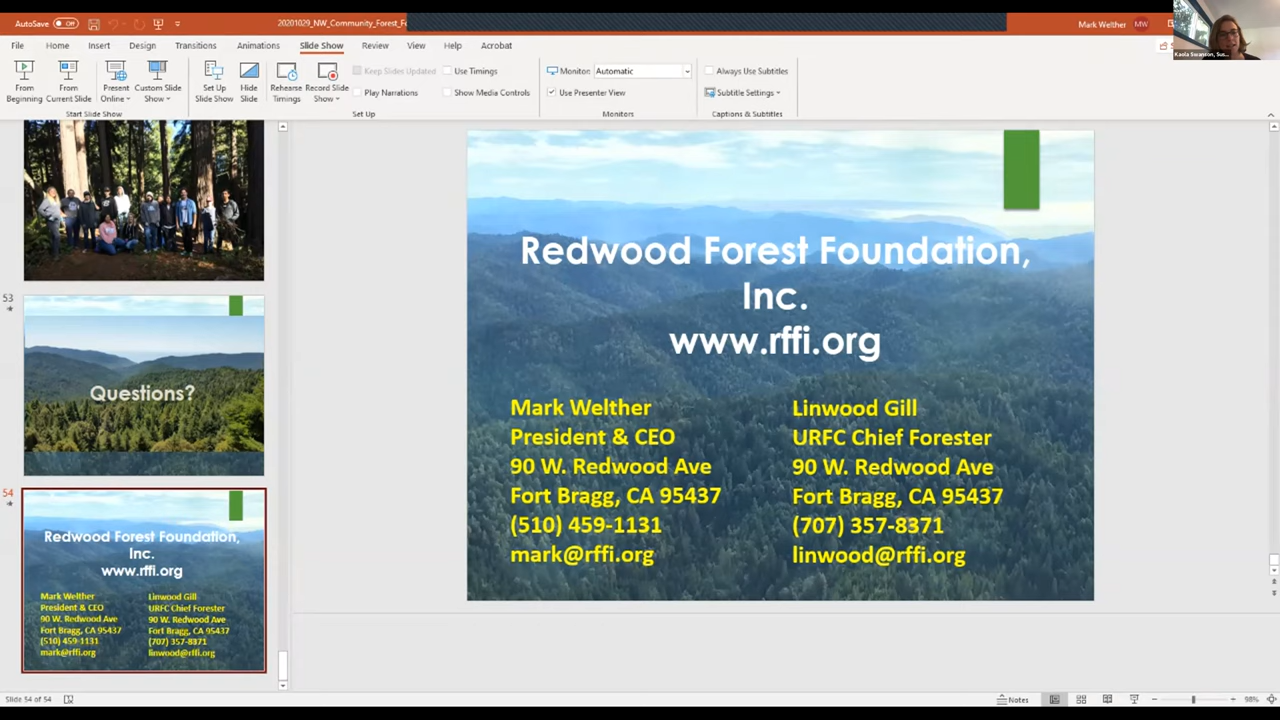 AutoSave
Off
20201029_NW_Community_Forest_Fo
Mark Welther
MW
File
Home
Insert
Design
Transitions
Animations
Slide Show
Review
View
Help
Acrobat
From
Beginning
From
Current Slide
Present
Online
Custom Slide
Show
Set Up
Slide Show
Hide
Slide
Rehearse
Timings
Record Slide
Show
Keep Slides Updated
Play Narrations
Use Timings
Show Media Controls
Monitor:
Automatic
Use Presenter View
Always Use Subtitles
Subtitle Settings
Start Slide Show
Set Up
Monitors
Captions & Subtitles
Kaola Swanson, Sus...
53
Questions?
54
Redwood Forest Foundation,
Inc.
www.rffi.org
Mark Welther
President & CEO
90 W. Redwood Ave
Fort Bragg, CA 95437
(510) 459-1131
mark@rffi.org
Linwood Gill
URFC Chief Forester
90 W. Redwood Ave
Fort Bragg, CA 95437
(707) 357-8371
linwood@rffi.org
Redwood Forest Foundation,
Inc.
www.rffi.org
Mark Welther
President & CEO
90 W. Redwood Ave
Fort Bragg, CA 95437
(510) 459-1131
mark@rffi.org
Linwood Gill
URFC Chief Forester
90 W. Redwood Ave
Fort Bragg, CA 95437
(707) 357-8371
linwood@rffi.org
Slide 54 of 54
Notes
98%